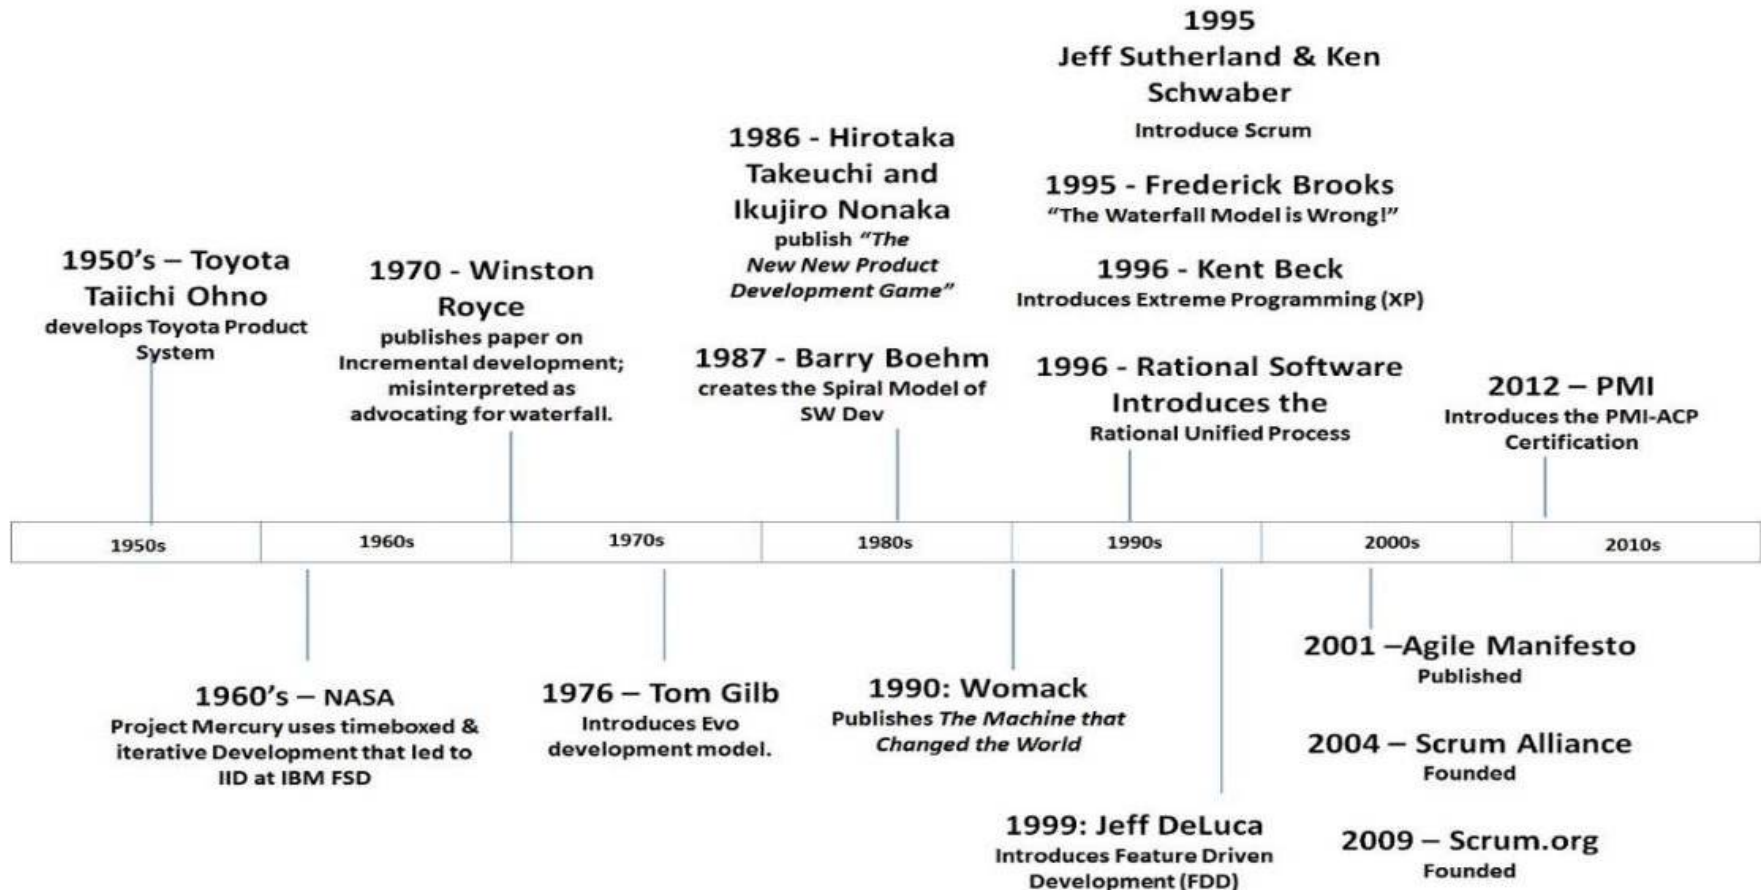 1995
Jeff Sutherland & Ken
Schwaber
Introduce Scrum
1995 - Frederick Brooks
“The Waterfall Model is Wrong!”
1996 - Kent Beck
Introduces Extreme Programming (XP)
1996 - Rational Software
Introduces the
Rational Unified Process
1986 - Hirotaka
Takeuchi and
Ikujiro Nonaka
publish “The
New New Product
Development Game”
1987 - Barry Boehm
creates the Spiral Model of
SW Dev
1950’s – Toyota
Taiichi Ohno
develops Toyota Product
System
1970 - Winston
Royce
publishes paper on
Incremental development;
misinterpreted as
advocating for waterfall.
2012 – PMI
Introduces the PMI-ACP
Certification
1950s
1960s
1970s
1980s
1990s
2000s
2010s
1960’s – NASA
Project Mercury uses timeboxed &
iterative Development that led to
IID at IBM FSD
1976 – Tom Gilb
Introduces Evo
development model.
1990: Womack
Publishes The Machine that
Changed the World
1999: Jeff DeLuca
Introduces Feature Driven
Development (FDD)
2001 –Agile Manifesto
Published
2004 – Scrum Alliance
Founded
2009 – Scrum.org
Founded